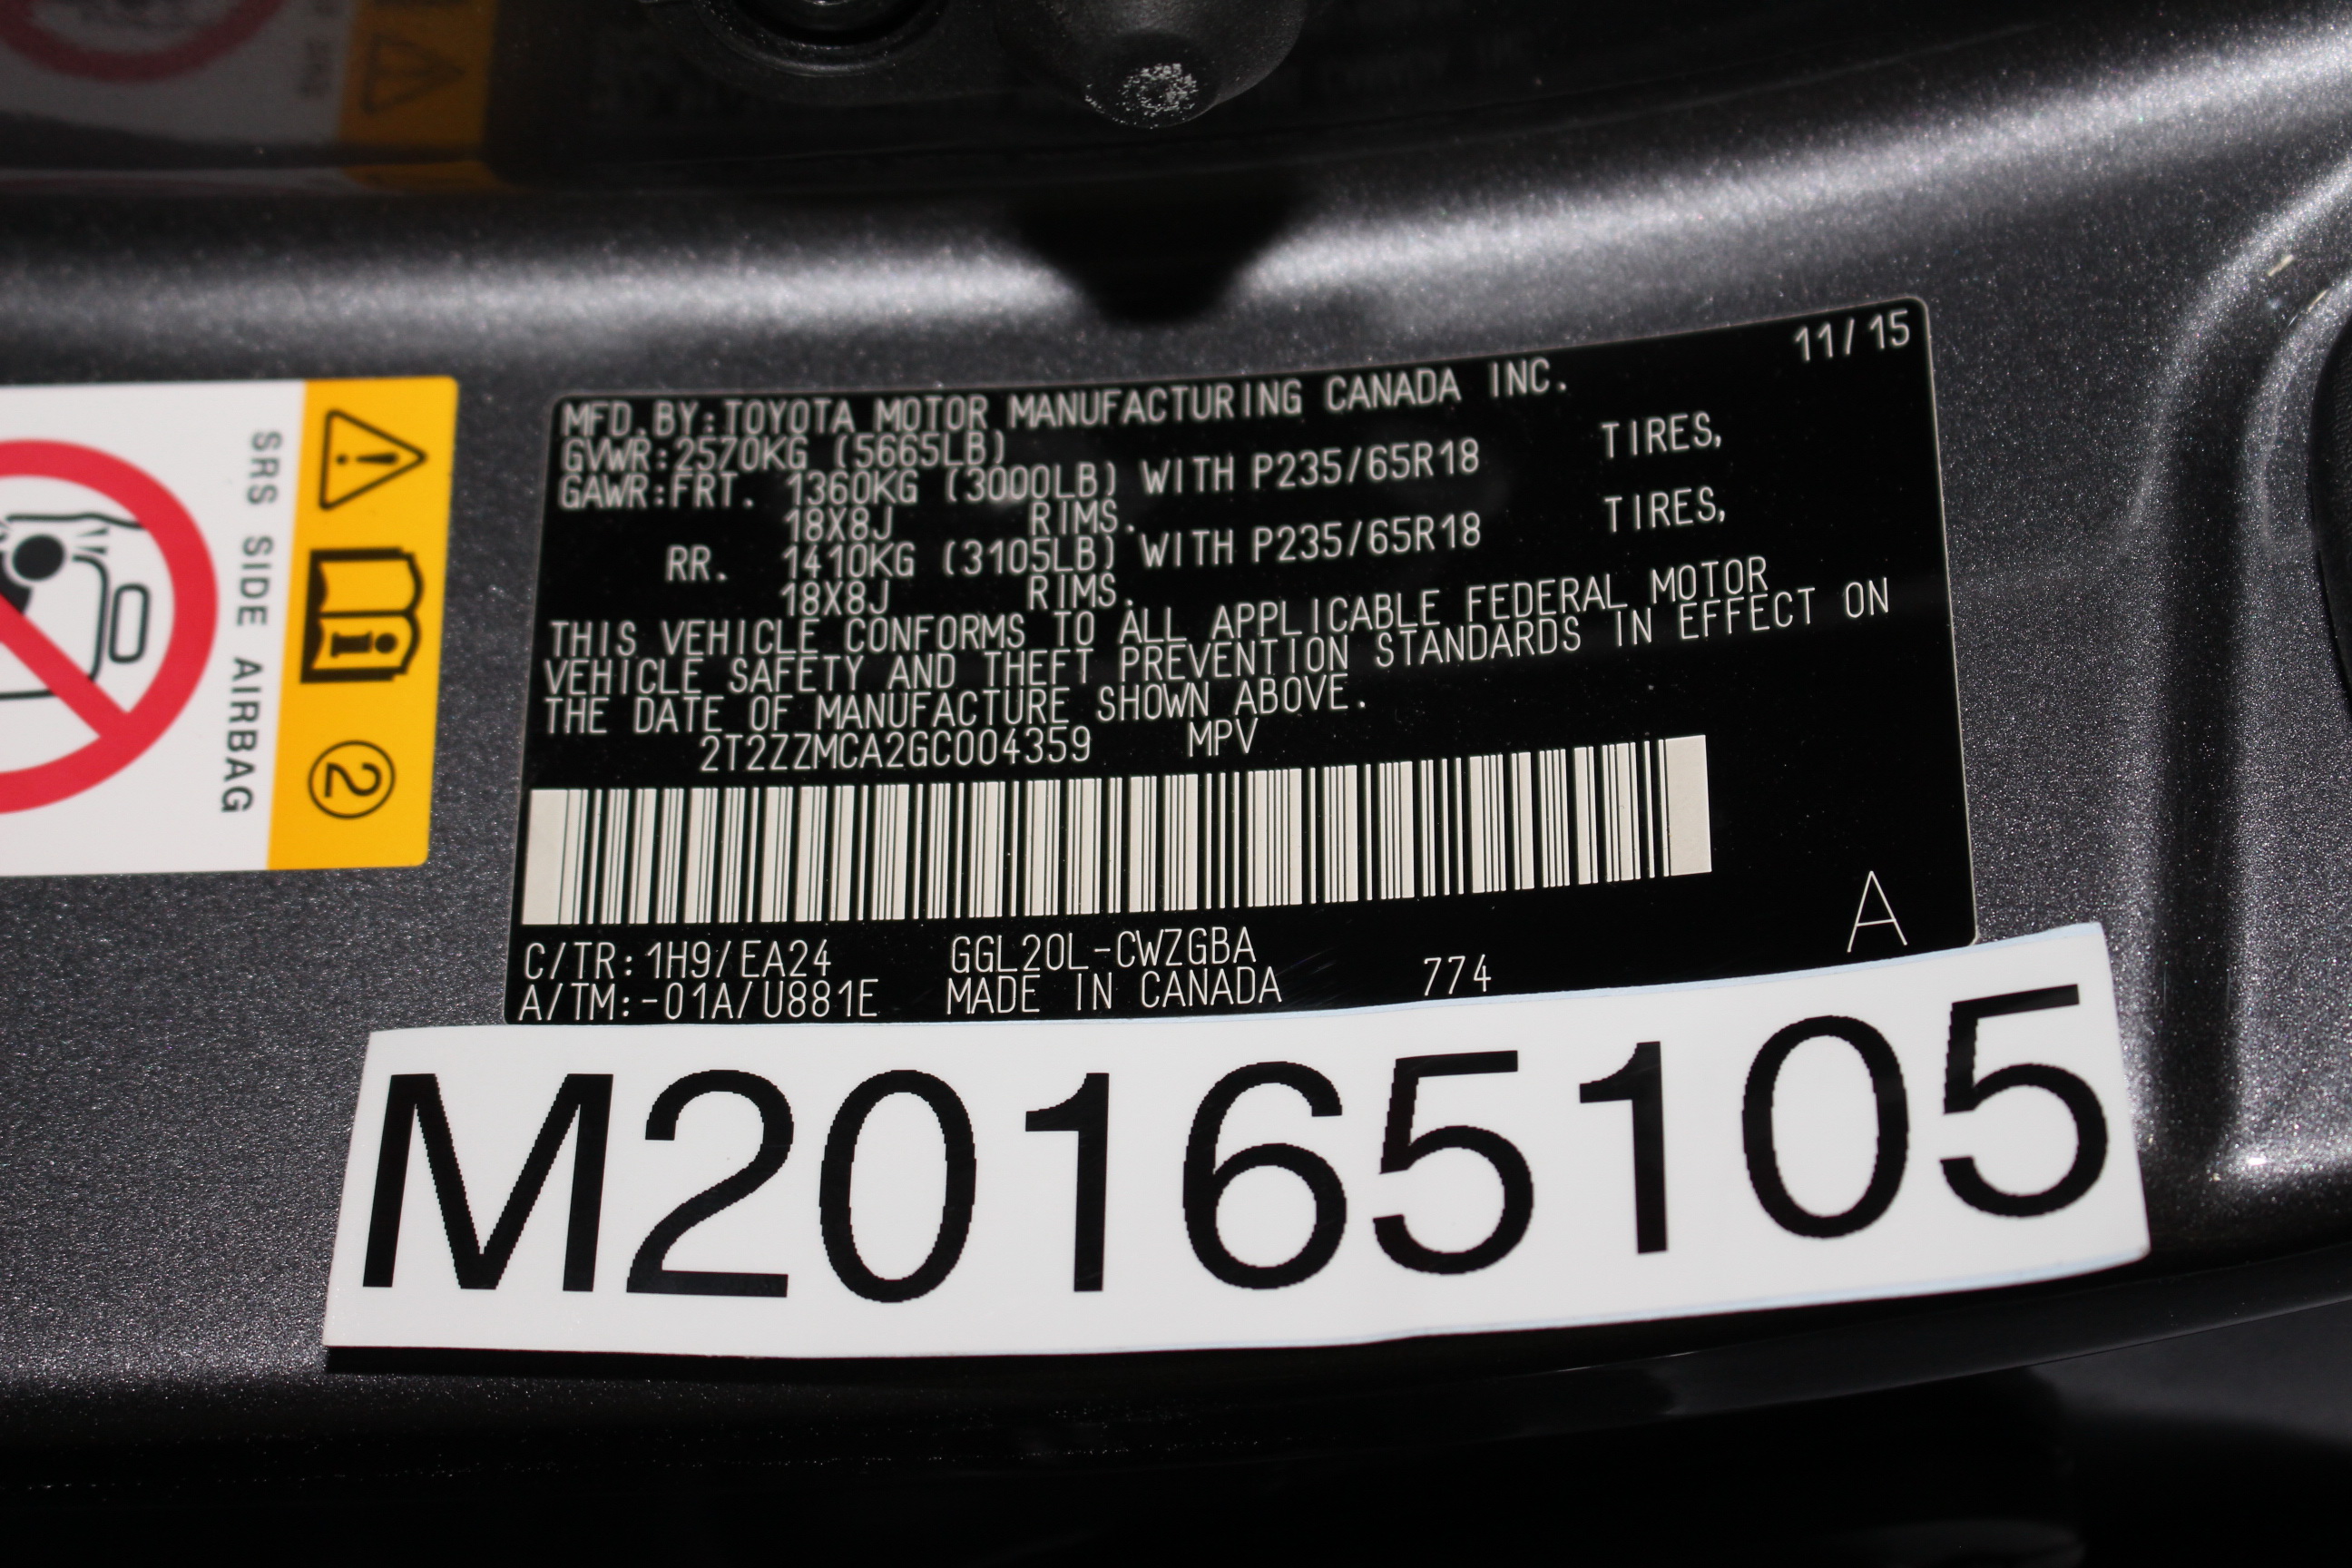 SRS SIDE AIRBAG
2
11/15
MFD.BY:TOYOTA MOTOR MANUFACTURING CANADA INC.
GVWR:2570KG (5665LB)
GAWR:FRT. 1360KG (3000LB) WITH P235/65R18 TIRES,
18X8J RIMS.
RR. 1410KG (3105LB) WITH P235/65R18 TIRES,
18X8J RIMS.
THIS VEHICLE CONFORMS TO ALL APPLICABLE FEDERAL MOTOR
VEHICLE SAFETY AND THEFT PREVENTION STANDARDS IN EFFECT ON
THE DATE OF MANUFACTURE SHOWN ABOVE.
2T2ZZMCA2GC004359 MPV
C/TR:1H9/EA24 GGL20L-CWZGBA A
A/TM:-01A/U881E MADE IN CANADA 774
M20165105